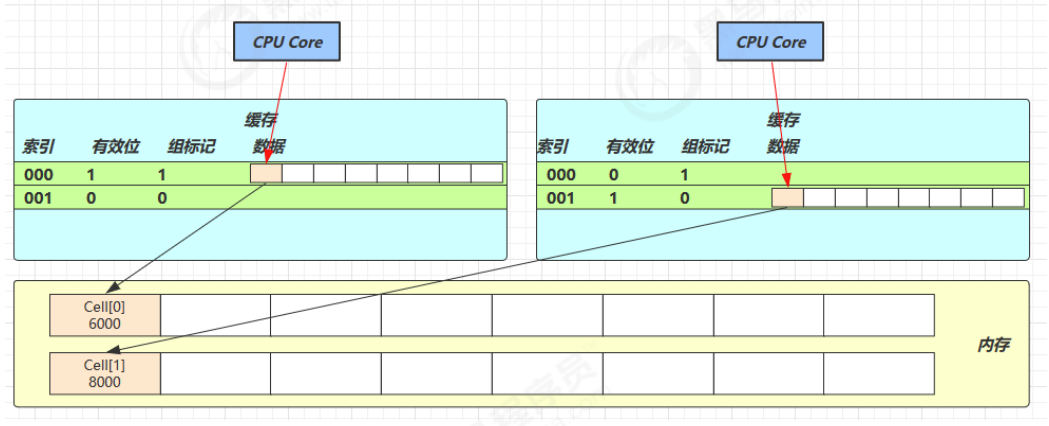 CPU Core
CPU Core
缓存
索引 有效位 组标记 数据
000 1 1
001 0 0
缓存
索引 有效位 组标记 数据
000 0 1
001 1 0
Cell[0]
6000
Cell[1]
8000
内存